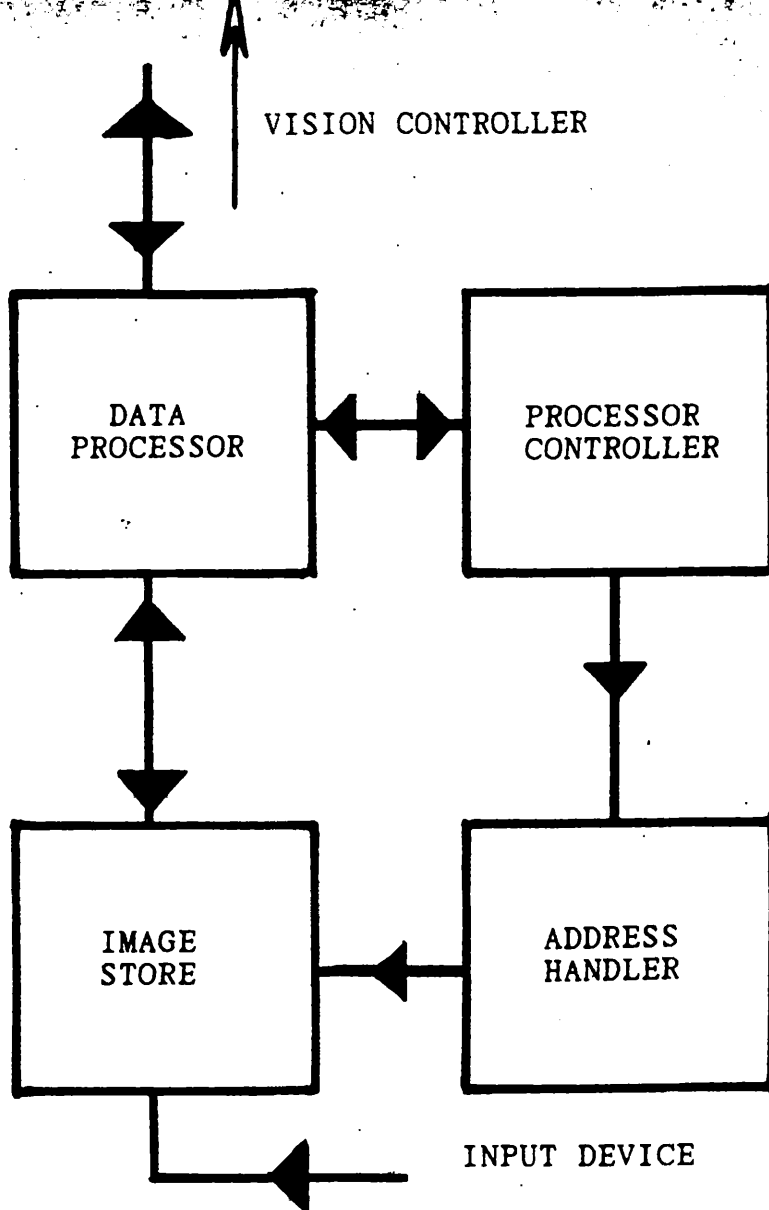 VISION CONTROLLER
DATA
PROCESSOR
PROCESSOR
CONTROLLER
IMAGE
STORE
ADDRESS
HANDLER
INPUT DEVICE